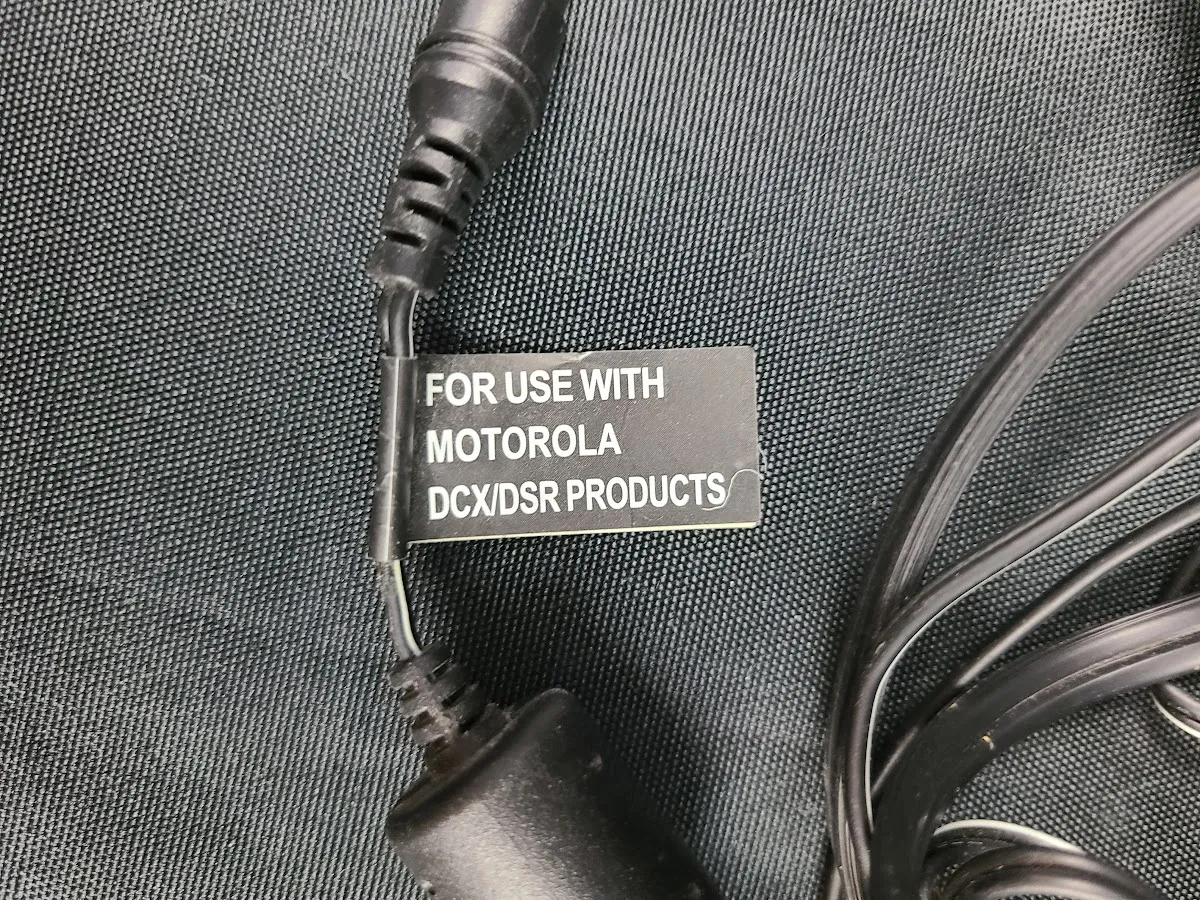 FOR USE WITH
MOTOROLA
DCX/DSR PRODUCTS